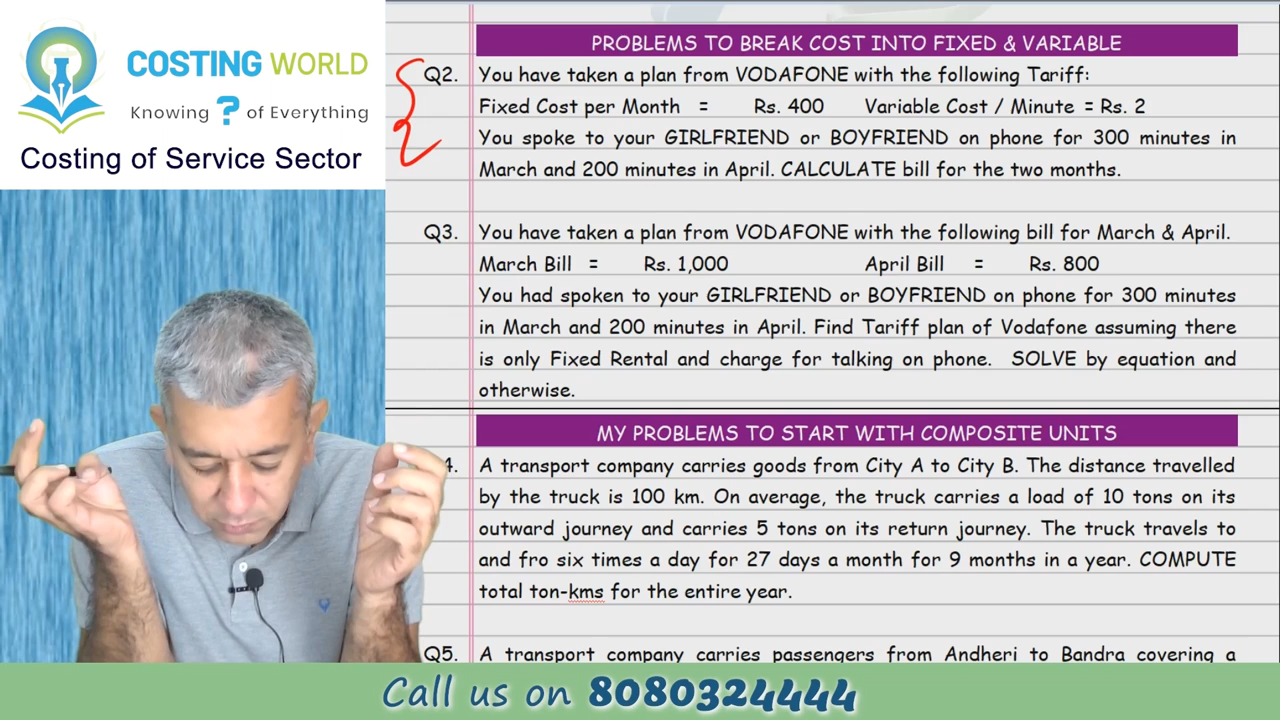 COSTING WORLD
Knowing ? of Everything
Costing of Service Sector
PROBLEMS TO BREAK COST INTO FIXED & VARIABLE
Q2. You have taken a plan from VODAFONE with the following Tariff:
Fixed Cost per Month = Rs. 400 Variable Cost / Minute = Rs. 2
You spoke to your GIRLFRIEND or BOYFRIEND on phone for 300 minutes in
March and 200 minutes in April. CALCULATE bill for the two months.
Q3. You have taken a plan from VODAFONE with the following bill for March & April.
March Bill = Rs. 1,000 April Bill = Rs. 800
You had spoken to your GIRLFRIEND or BOYFRIEND on phone for 300 minutes
in March and 200 minutes in April. Find Tariff plan of Vodafone assuming there
is only Fixed Rental and charge for talking on phone. SOLVE by equation and
otherwise.
MY PROBLEMS TO START WITH COMPOSITE UNITS
4. A transport company carries goods from City A to City B. The distance travelled
by the truck is 100 km. On average, the truck carries a load of 10 tons on its
outward journey and carries 5 tons on its return journey. The truck travels to
and fro six times a day for 27 days a month for 9 months in a year. COMPUTE
total ton-kms for the entire year.
Q5. A transport company carries passengers from Andheri to Bandra covering a
Call us on 8080324444